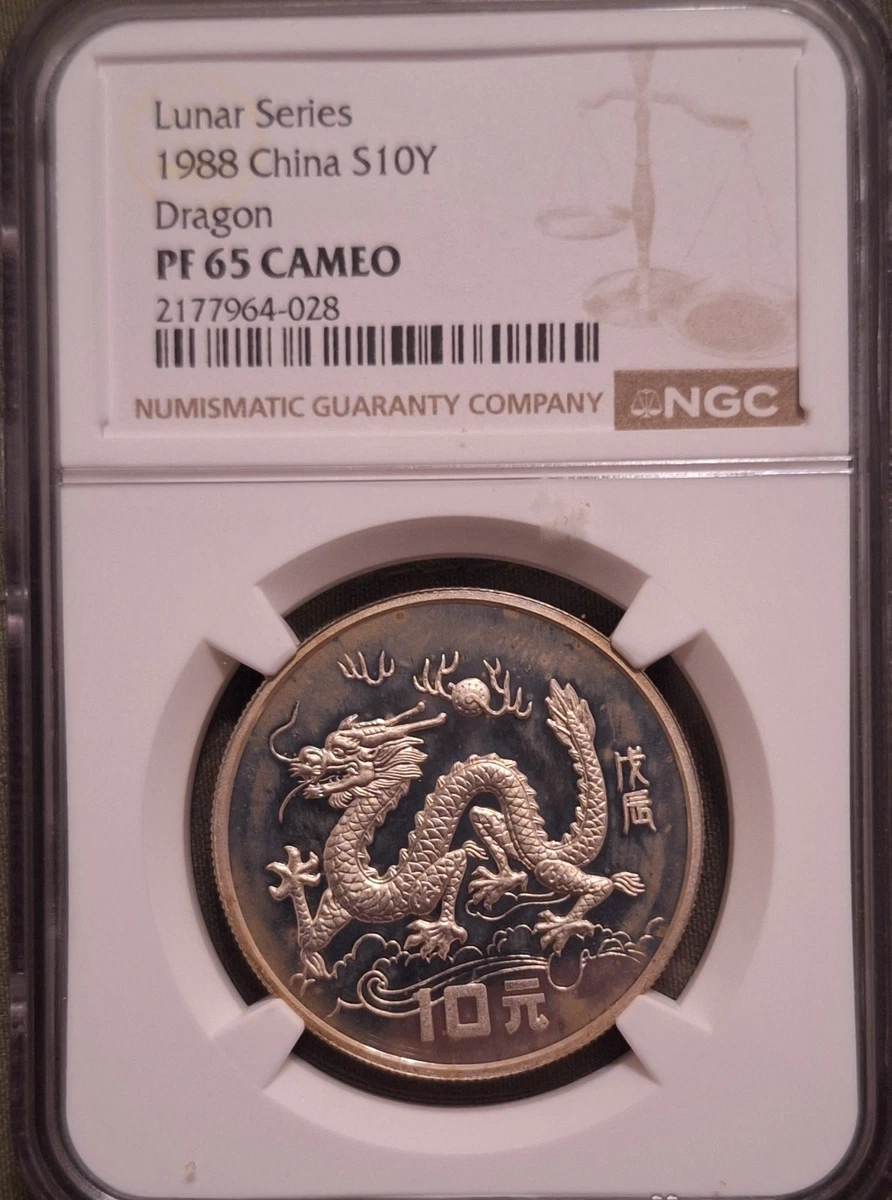 Lunar Series
1988 China S10Y
Dragon
PF 65 CAMEO
2177964-028
NUMISMATIC GUARANTY COMPANY
NGC
戊辰
10元